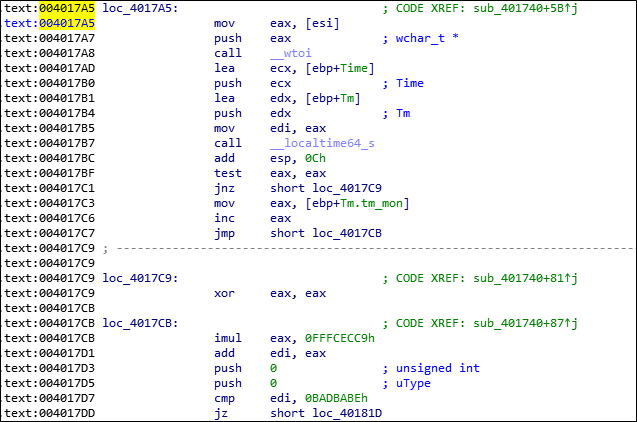 .text:004017A5 loc_4017A5: ; CODE XREF: sub_401740+5B↑j
.text:004017A5 mov eax, [esi]
.text:004017A7 push eax ; wchar_t *
.text:004017A8 call __wtoi
.text:004017AD lea ecx, [ebp+Time]
.text:004017B0 push ecx ; Time
.text:004017B1 lea edx, [ebp+Tm]
.text:004017B4 push edx ; Tm
.text:004017B5 mov edi, eax
.text:004017B7 call __localtime64_s
.text:004017BC add esp, 0Ch
.text:004017BF test eax, eax
.text:004017C1 jnz short loc_4017C9
.text:004017C3 mov eax, [ebp+Tm.tm_mon]
.text:004017C6 inc eax
.text:004017C7 jmp short loc_4017CB
.text:004017C9 ; ---------------------------------------------------------------------------
.text:004017C9
.text:004017C9 loc_4017C9: ; CODE XREF: sub_401740+81↑j
.text:004017C9 xor eax, eax
.text:004017CB
.text:004017CB loc_4017CB: ; CODE XREF: sub_401740+87↑j
.text:004017CB imul eax, 0FFFCECC9h
.text:004017D1 add edi, eax
.text:004017D3 push 0 ; unsigned int
.text:004017D5 push 0 ; uType
.text:004017D7 cmp edi, 0BADBABEh
.text:004017DD jz short loc_40181D